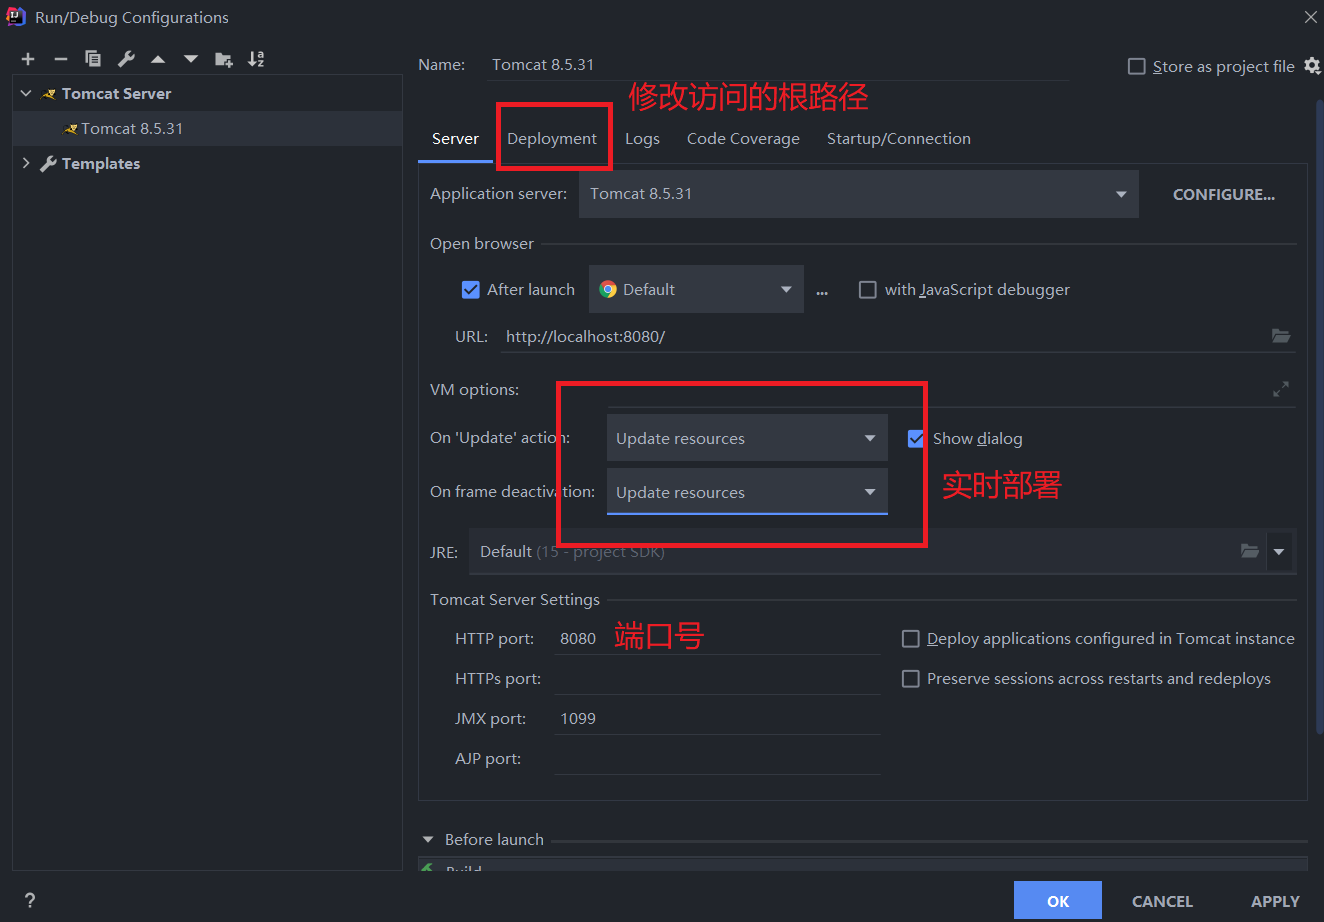 Run/Debug Configurations
Name: Tomcat 8.5.31
Store as project file
Tomcat Server
Tomcat 8.5.31
Templates
修改访问的根路径
Server Deployment Logs Code Coverage Startup/Connection
Application server: Tomcat 8.5.31 CONFIGURE...
Open browser
After launch Default ... with JavaScript debugger
URL: http://localhost:8080/
VM options:
On 'Update' action: Update resources Show dialog
On frame deactivation: Update resources
实时部署
JRE: Default (15 - project SDK)
Tomcat Server Settings
HTTP port: 8080 端口号 Deploy applications configured in Tomcat instance
HTTPs port: Preserve sessions across restarts and redeploys
JMX port: 1099
AJP port:
Before launch
Build
? OK CANCEL APPLY